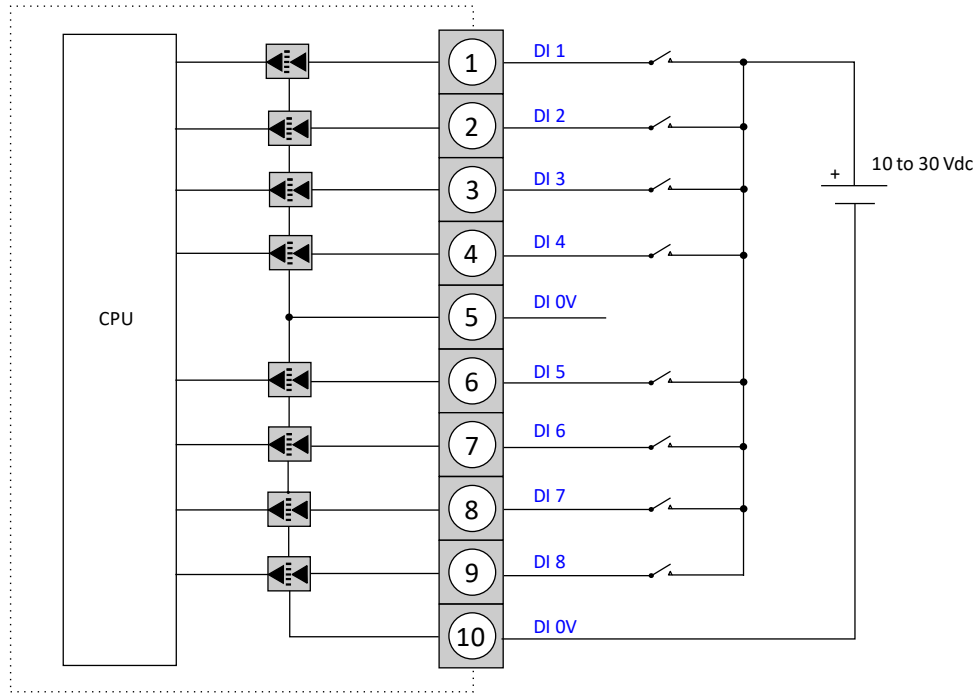 1 DI 1
2 DI 2
3 DI 3
10 to 30 Vdc
+
4 DI 4
CPU
5 DI 0V
6 DI 5
7 DI 6
8 DI 7
9 DI 8
10 DI 0V